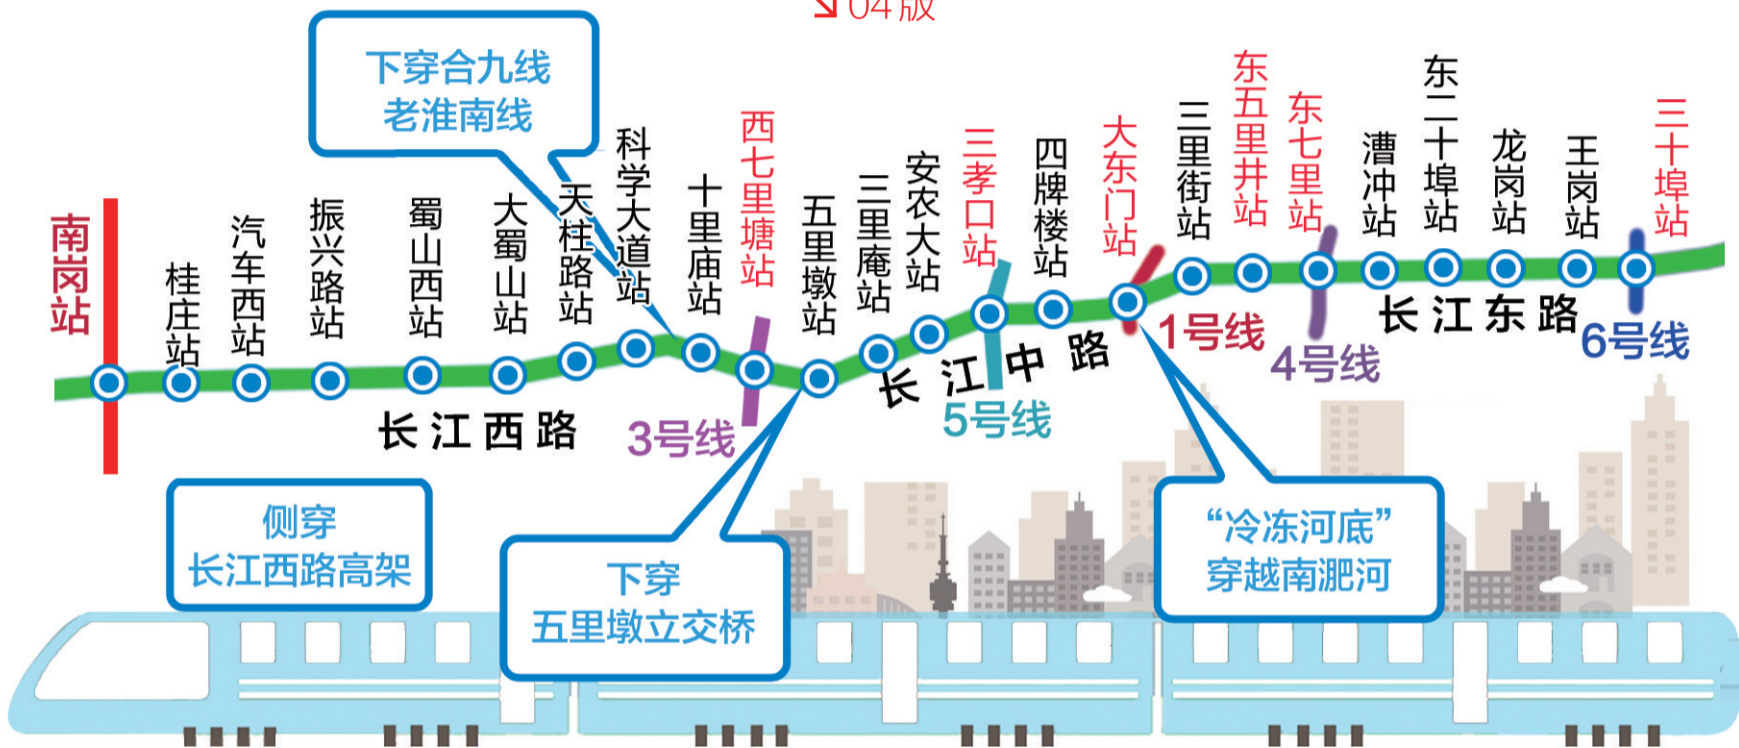 04版
下穿合九线
老淮南线
南岗站
桂庄站
汽车西站
振兴路站
蜀山西站
大蜀山站
天柱路站
科学大道站
十里庙站
西七里塘站
五里墩站
三里庵站
安农大站
三孝口站
四牌楼站
大东门站
三里街站
东五里井站
东七里站
漕冲站
东二十埠站
龙岗站
王岗站
三十埠站
长江西路
长江中路
长江东路
3号线
5号线
1号线
4号线
6号线
侧穿
长江西路高架
下穿
五里墩立交桥
“冷冻河底”
穿越南淝河